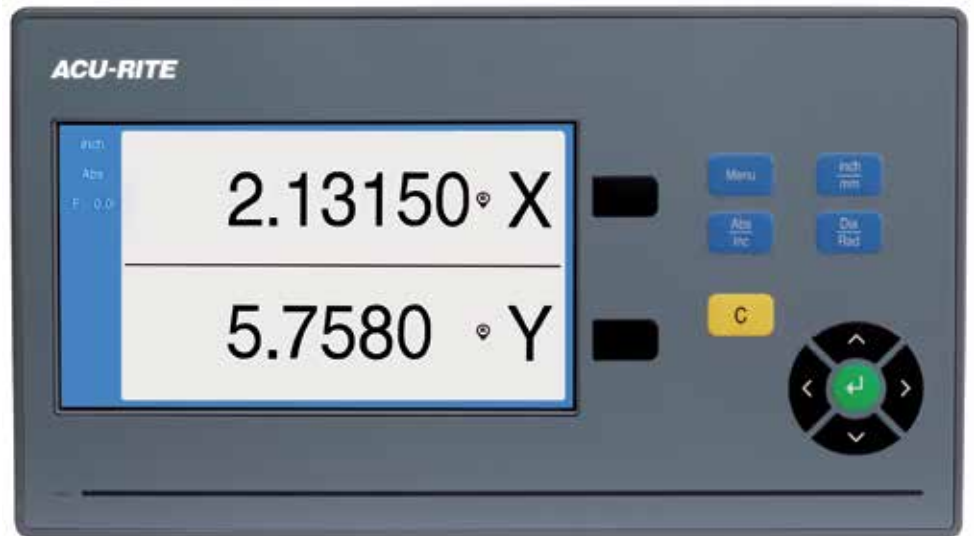 ACU-RITE
inch
Abs
F: 0.0
2.13150 X
5.7580 Y
Menu
inch
mm
Abs
Inc
Dia
Rad
C